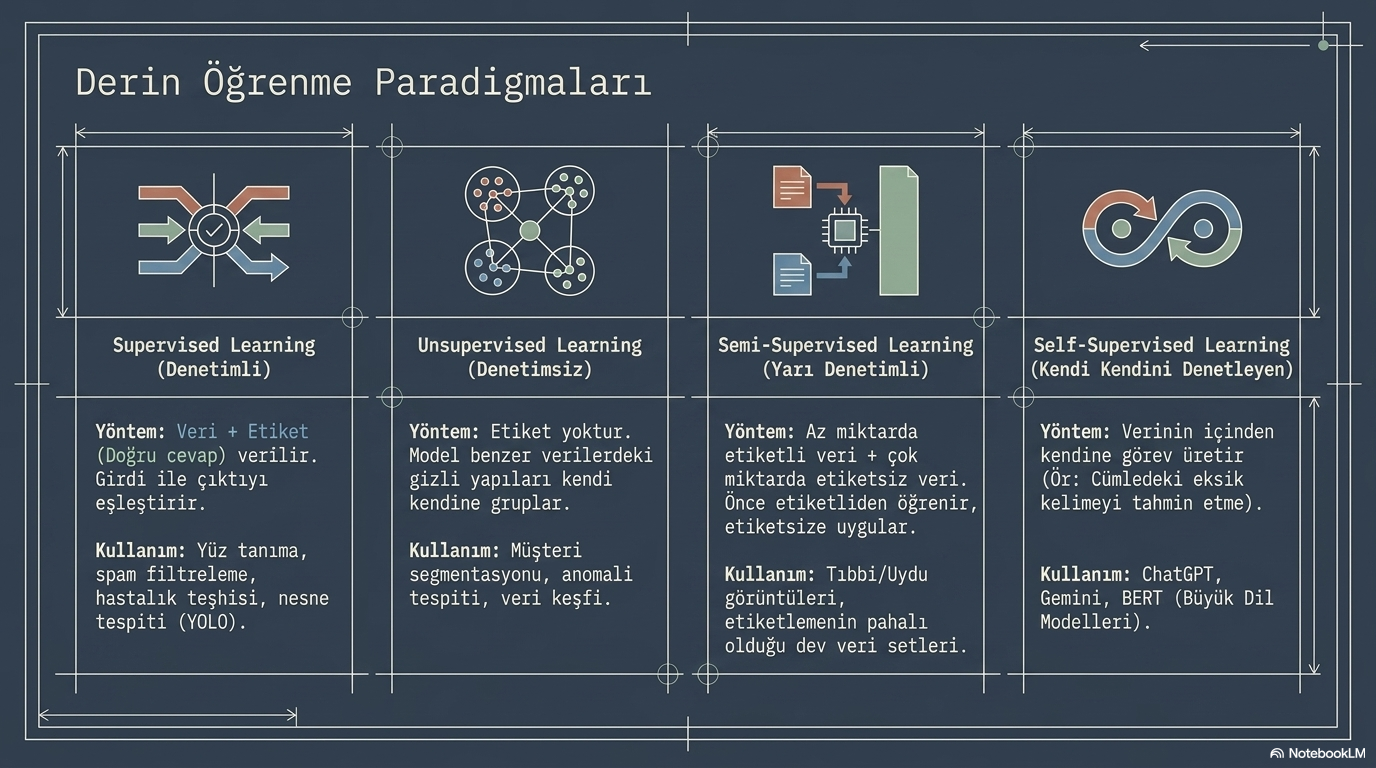 Derin Öğrenme Paradigmaları
Supervised Learning
(Denetimli)
Yöntem: Veri + Etiket
(Doğru cevap) verilir.
Girdi ile çıktıyı
eşleştirir.
Kullanım: Yüz tanıma,
spam filtreleme,
hastalık teşhisi, nesne
tespiti (YOLO).
Unsupervised Learning
(Denetimsiz)
Yöntem: Etiket yoktur.
Model benzer verilerdeki
gizli yapıları kendi
kendine gruplar.
Kullanım: Müşteri
segmentasyonu, anomali
tespiti, veri keşfi.
Semi-Supervised Learning
(Yarı Denetimli)
Yöntem: Az miktarda
etiketli veri + çok
miktarda etiketsiz veri.
Önce etiketliden öğrenir,
etiketsize uygular.
Kullanım: Tıbbi/Uydu
görüntüleri,
etiketlemenin pahalı
olduğu dev veri setleri.
Self-Supervised Learning
(Kendi Kendini Denetleyen)
Yöntem: Verinin içinden
kendine görev üretir
(Ör: Cümledeki eksik
kelimeyi tahmin etme).
Kullanım: ChatGPT,
Gemini, BERT (Büyük Dil
Modelleri).
NotebookLM